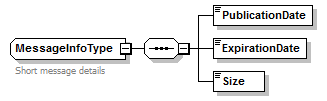 PublicationDate
MessageInfoType
ExpirationDate
Short message details
Size